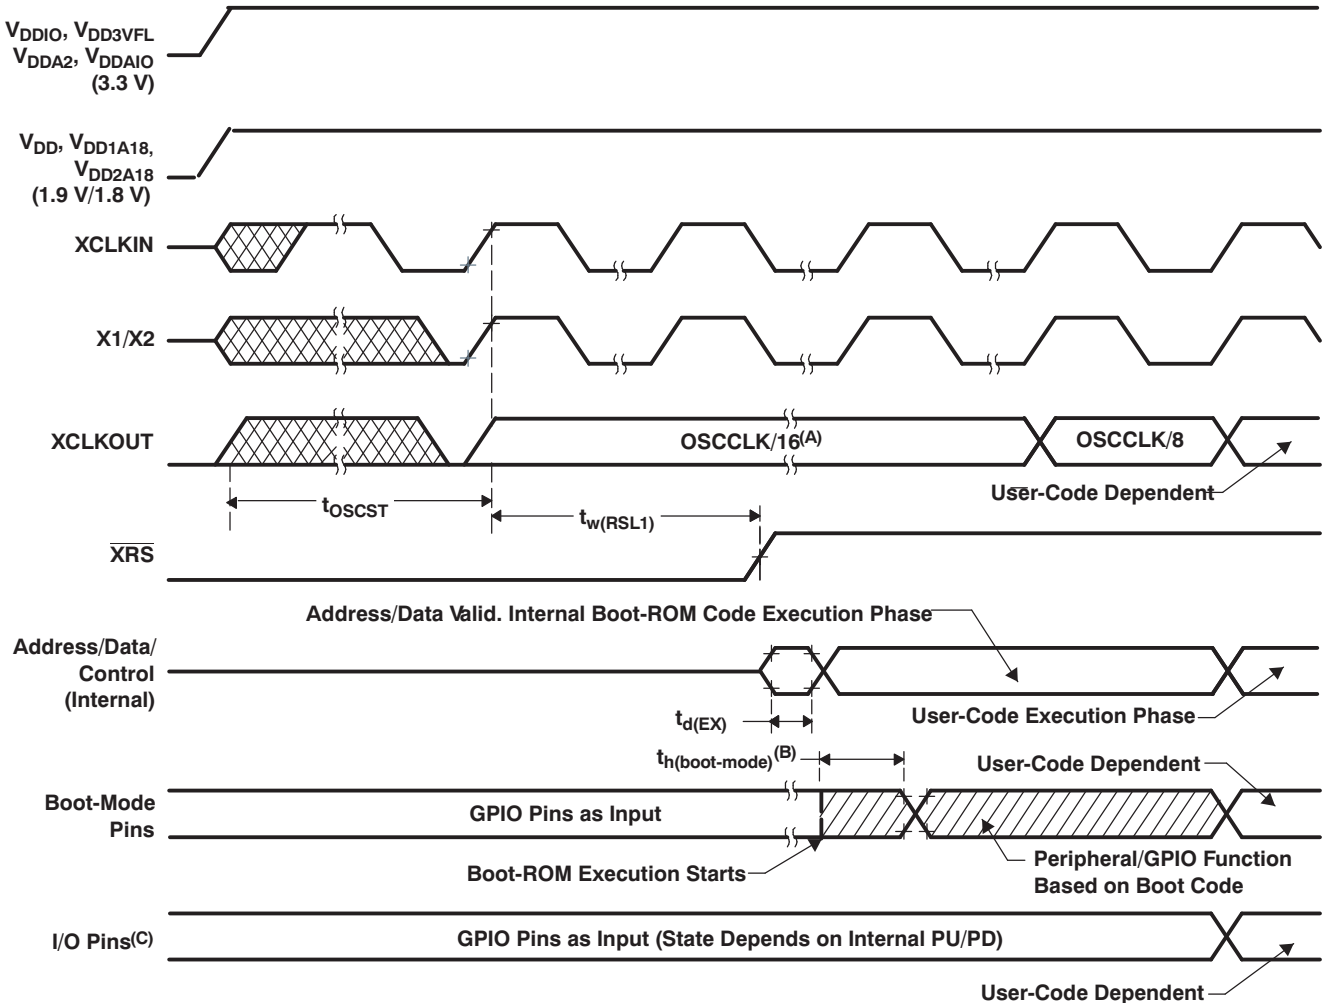 VDDIO, VDD3VFL
VDDA2, VDDAIO
(3.3 V)
VDD, VDD1A18,
VDD2A18
(1.9 V/1.8 V)
XCLKIN
X1/X2
XCLKOUT
OSCCLK/16(A)
OSCCLK/8
User-Code Dependent
tOSCST
tw(RSL1)
XRS
Address/Data Valid. Internal Boot-ROM Code Execution Phase
Address/Data/
Control
(Internal)
td(EX)
User-Code Execution Phase
th(boot-mode)(B)
User-Code Dependent
Boot-Mode
Pins
GPIO Pins as Input
Boot-ROM Execution Starts
Peripheral/GPIO Function
Based on Boot Code
I/O Pins(C)
GPIO Pins as Input (State Depends on Internal PU/PD)
User-Code Dependent